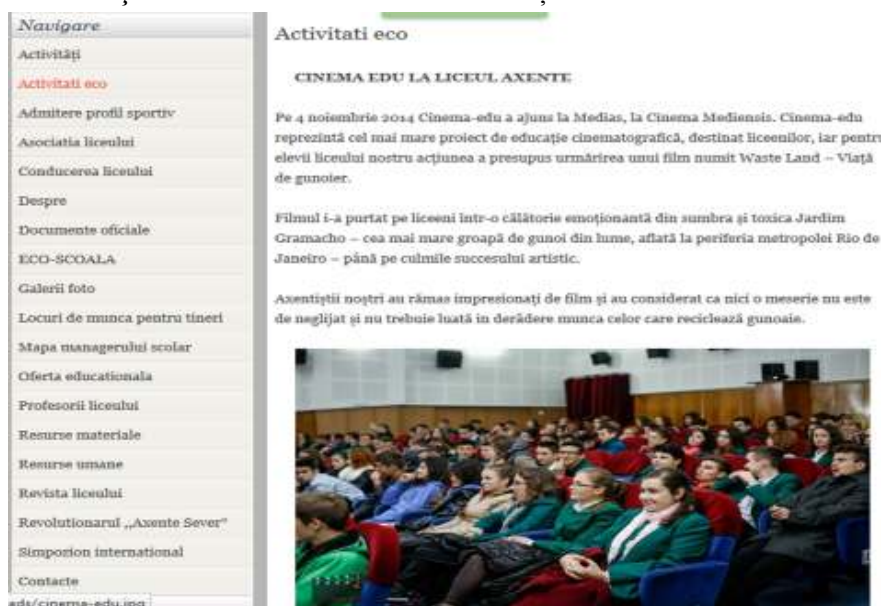 Navigare
Activități
Activitati eco
Admitere profil sportiv
Asociatia liceului
Conducerea liceului
Despre
Documente oficiale
ECO-SCOALA
Galerii foto
Locuri de munca pentru tineri
Mapa managerului scolar
Oferta educationala
Profesorii liceului
Resurse materiale
Resurse umane
Revista liceului
Revolutionarul „Axente Sever"
Simpozion international
Contacte
ads/cinema-edu.jpg
Activitati eco
CINEMA EDU LA LICEUL AXENTE
Pe 4 noiembrie 2014 Cinema-edu a ajuns la Medias, la Cinema Mediensis. Cinema-edu
reprezintă cel mai mare proiect de educație cinematografică, destinat liceenilor, iar pentru
elevii liceului nostru acțiunea a presupus urmărirea unui film numit Waste Land – Viață
de gunoier.
Filmul i-a purtat pe liceeni într-o călătorie emoționantă din sumbra și toxica Jardim
Gramacho – cea mai mare groapă de gunoi din lume, aflată la periferia metropolei Rio de
Janeiro – până pe culmile succesului artistic.
Axentiștii noștri au rămas impresionați de film și au considerat ca nici o meserie nu este
de neglijat și nu trebuie luată in derâdere munca celor care reciclează gunoaie.